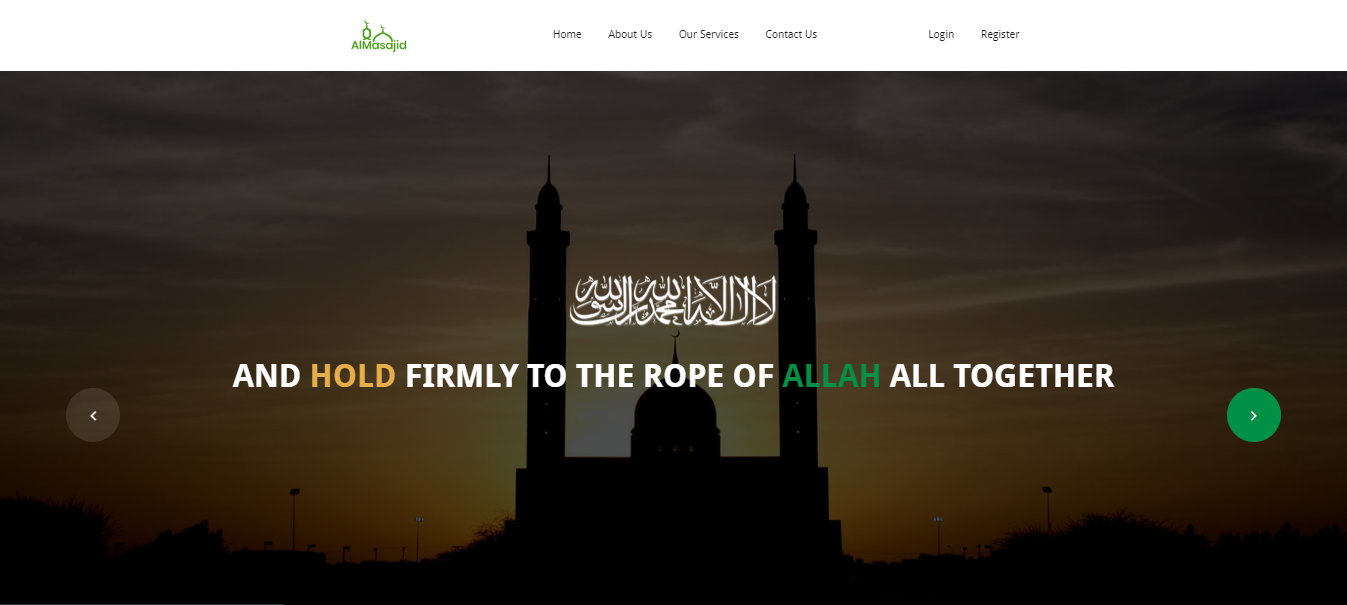 AlMasajid
Home About Us Our Services Contact Us Login Register
لا إله إلا الله محمد رسول الله
AND HOLD FIRMLY TO THE ROPE OF ALLAH ALL TOGETHER